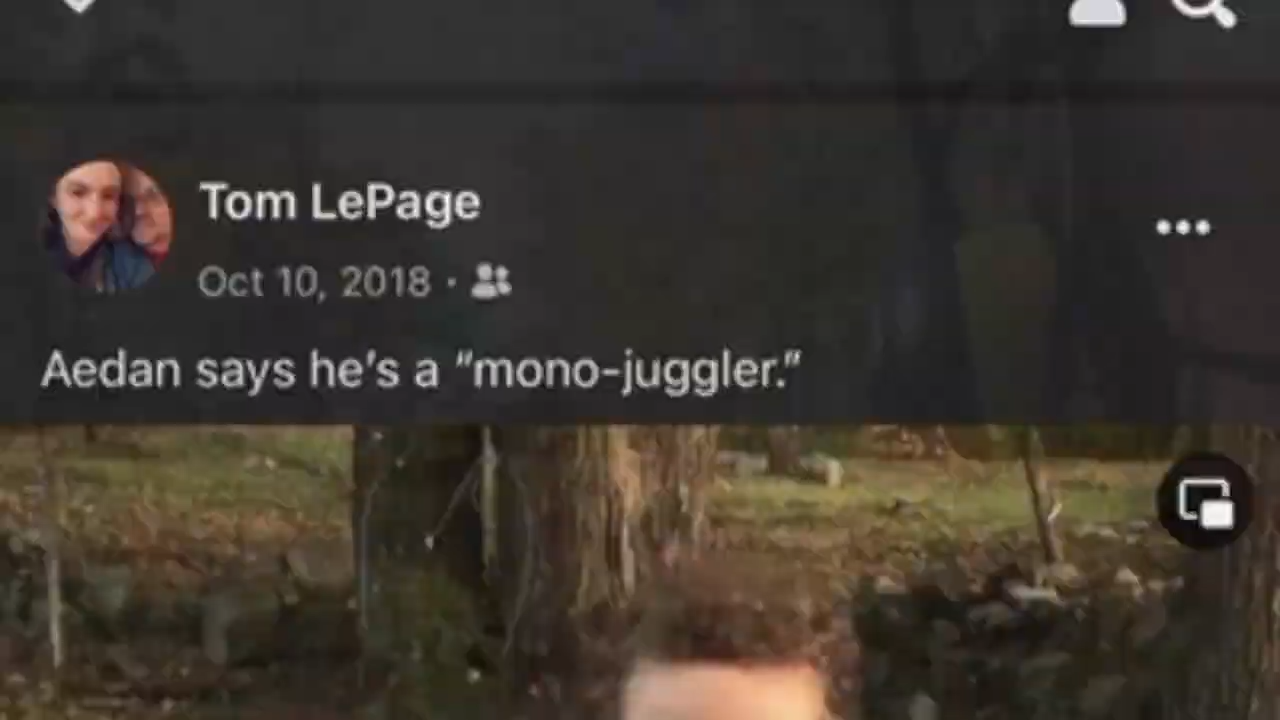 Tom LePage
Oct 10, 2018 ·
Aedan says he’s a “mono-juggler.”